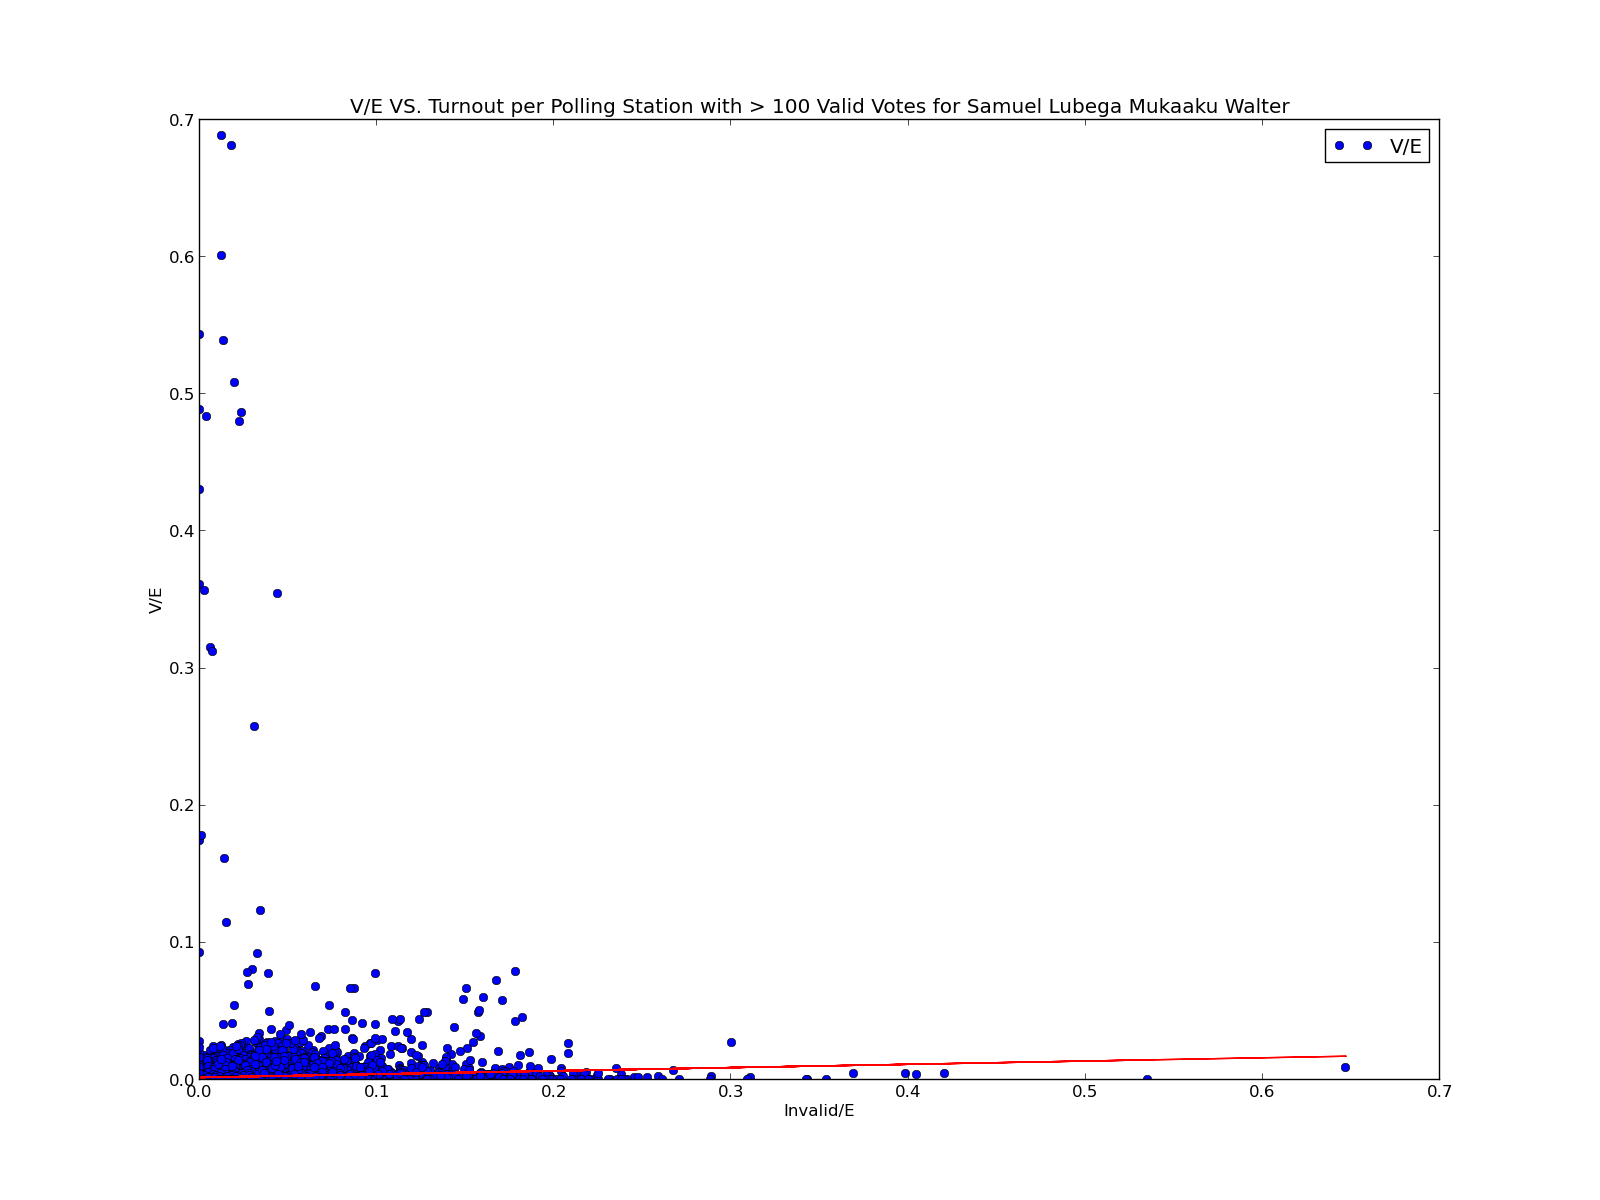 V/E VS. Turnout per Polling Station with > 100 Valid Votes for Samuel Lubega Mukaaku Walter
V/E
0.7
0.6
0.5
0.4
0.3
0.2
0.1
0.0
V/E
0.0 0.1 0.2 0.3 0.4 0.5 0.6 0.7
Invalid/E